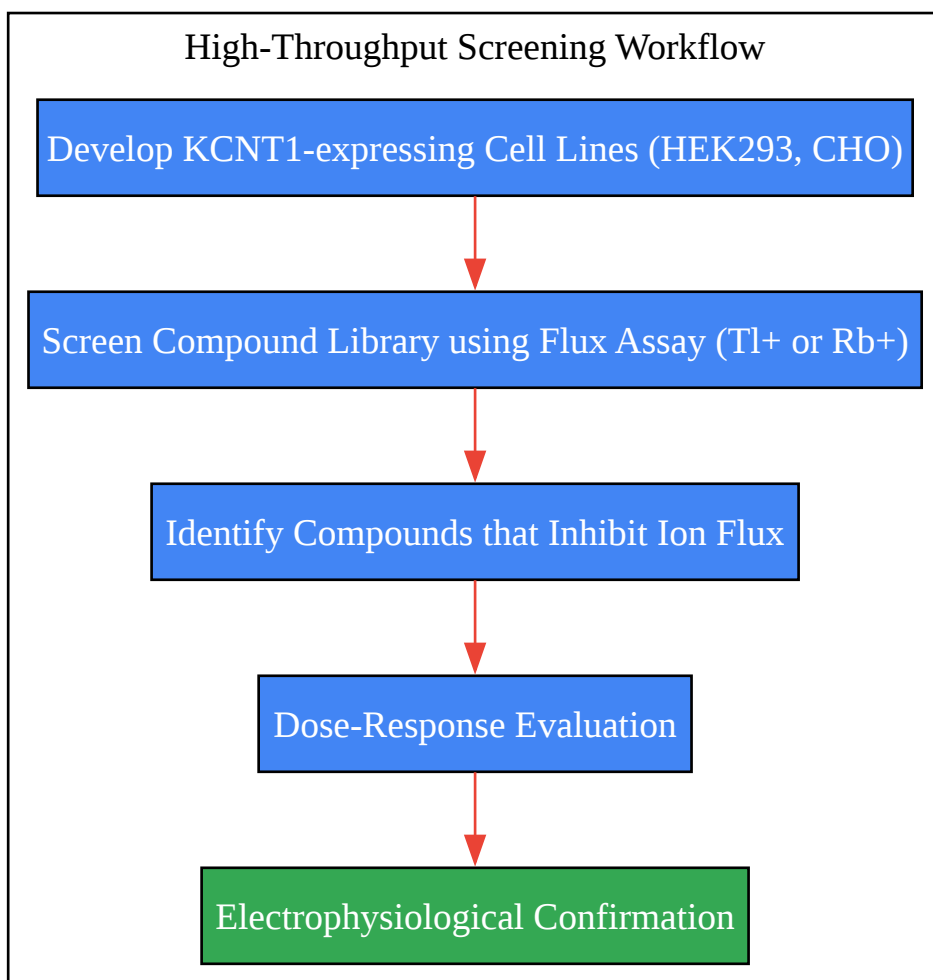 High-Throughput Screening Workflow
Develop KCNT1-expressing Cell Lines (HEK293, CHO)
Screen Compound Library using Flux Assay (Tl+ or Rb+)
Identify Compounds that Inhibit Ion Flux
Dose-Response Evaluation
Electrophysiological Confirmation